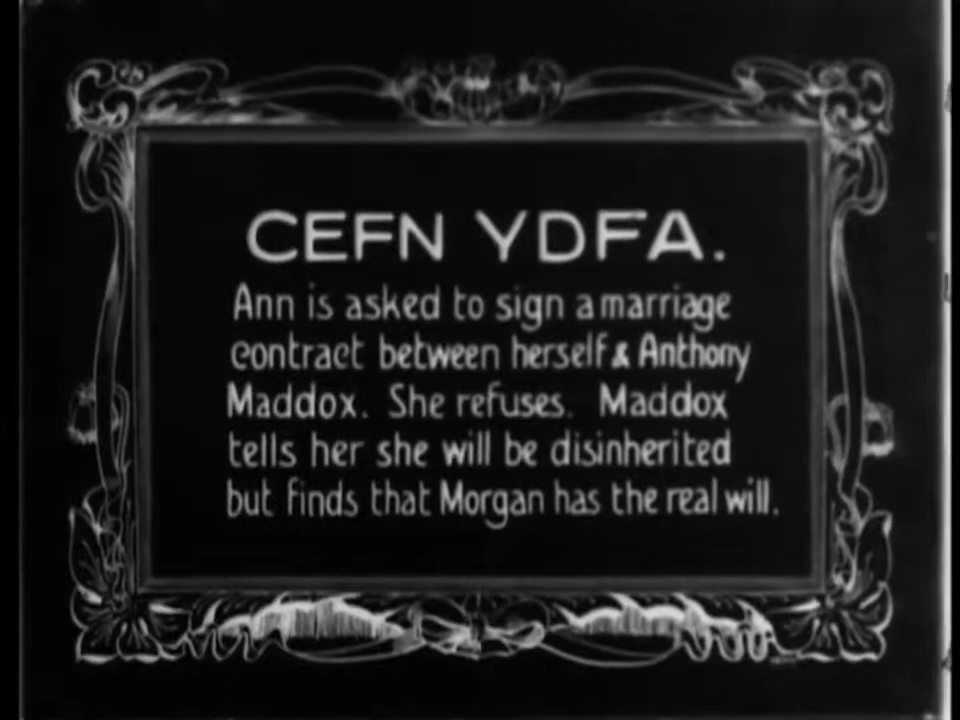 CEFN YDFA.
Ann is asked to sign a marriage
contract between herself & Anthony
Maddox. She refuses. Maddox
tells her she will be disinherited
but finds that Morgan has the real will.